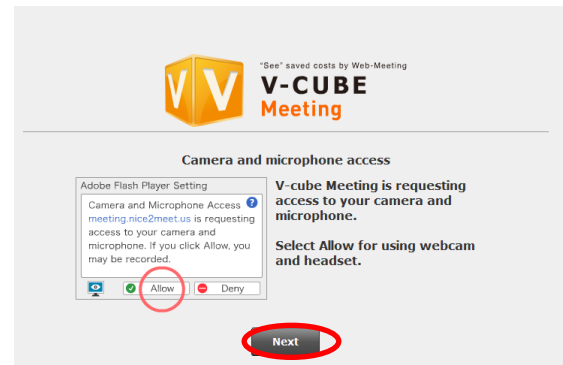 V V
"See" saved costs by Web-Meeting
V-CUBE
Meeting
Camera and microphone access
Adobe Flash Player Setting
Camera and Microphone Access ?
meeting.nice2meet.us is requesting
access to your camera and
microphone. If you click Allow, you
may be recorded.
Allow
Deny
V-cube Meeting is requesting
access to your camera and
microphone.
Select Allow for using webcam
and headset.
Next